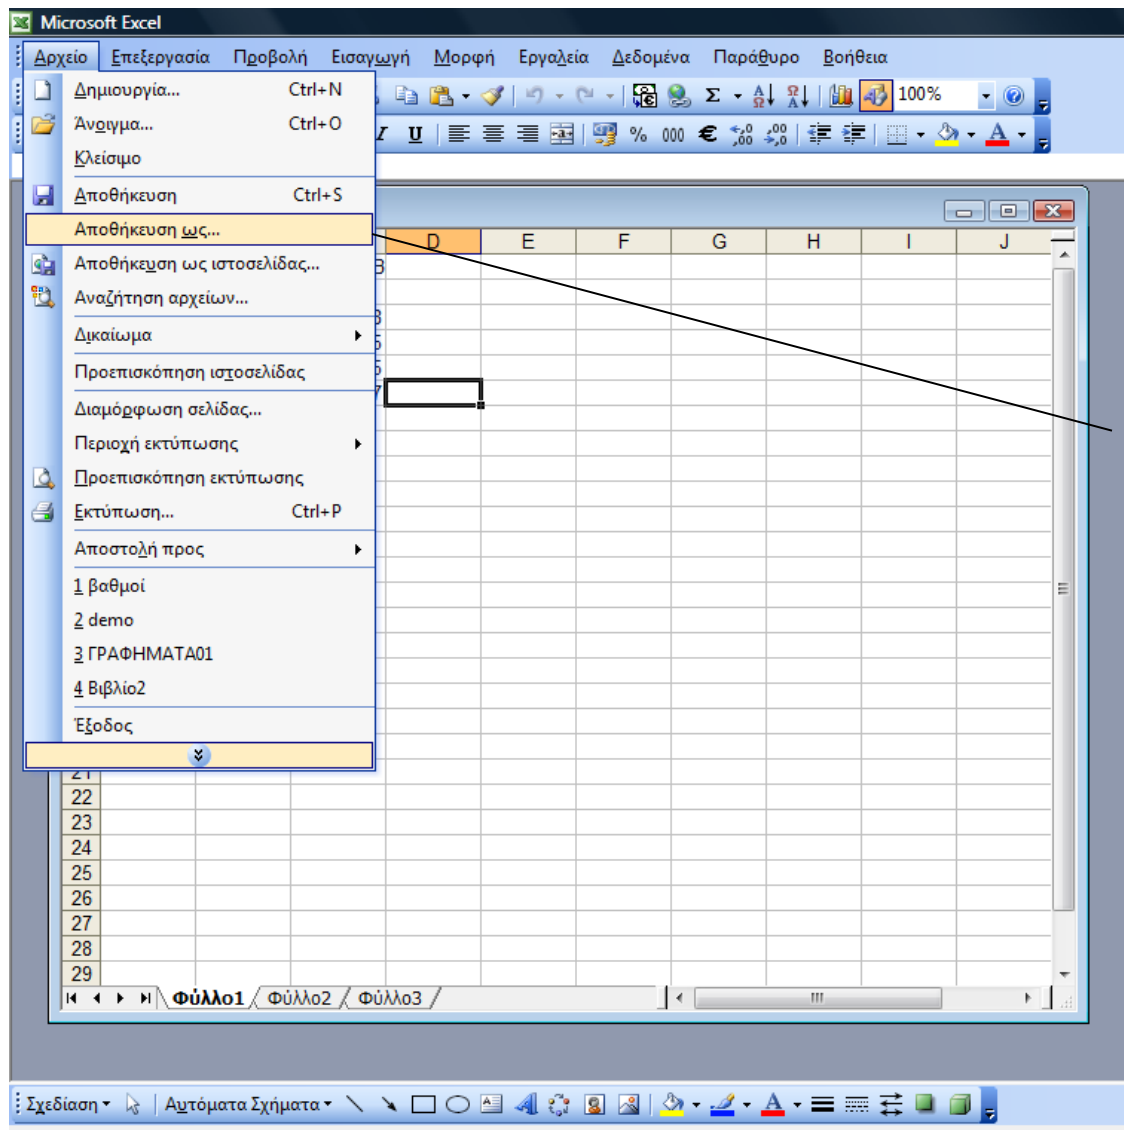 Microsoft Excel
Αρχείο Επεξεργασία Προβολή Εισαγωγή Μορφή Εργαλεία Δεδομένα Παράθυρο Βοήθεια
Δημιουργία... Ctrl+N
100%
Άνοιγμα... Ctrl+O
I U % 000 €
Κλείσιμο
Αποθήκευση Ctrl+S
Αποθήκευση ως...
D E F G H I J
Αποθήκευση ως ιστοσελίδας...
Αναζήτηση αρχείων...
Δικαίωμα
Προεπισκόπηση ιστοσελίδας
Διαμόρφωση σελίδας...
Περιοχή εκτύπωσης
Προεπισκόπηση εκτύπωσης
Εκτύπωση... Ctrl+P
Αποστολή προς
1 βαθμοί
2 demo
3 ΓΡΑΦΗΜΑΤΑ01
4 Βιβλίο2
Έξοδος
21
22
23
24
25
26
27
28
29
Φύλλο1 Φύλλο2 Φύλλο3
Σχεδίαση Αυτόματα Σχήματα